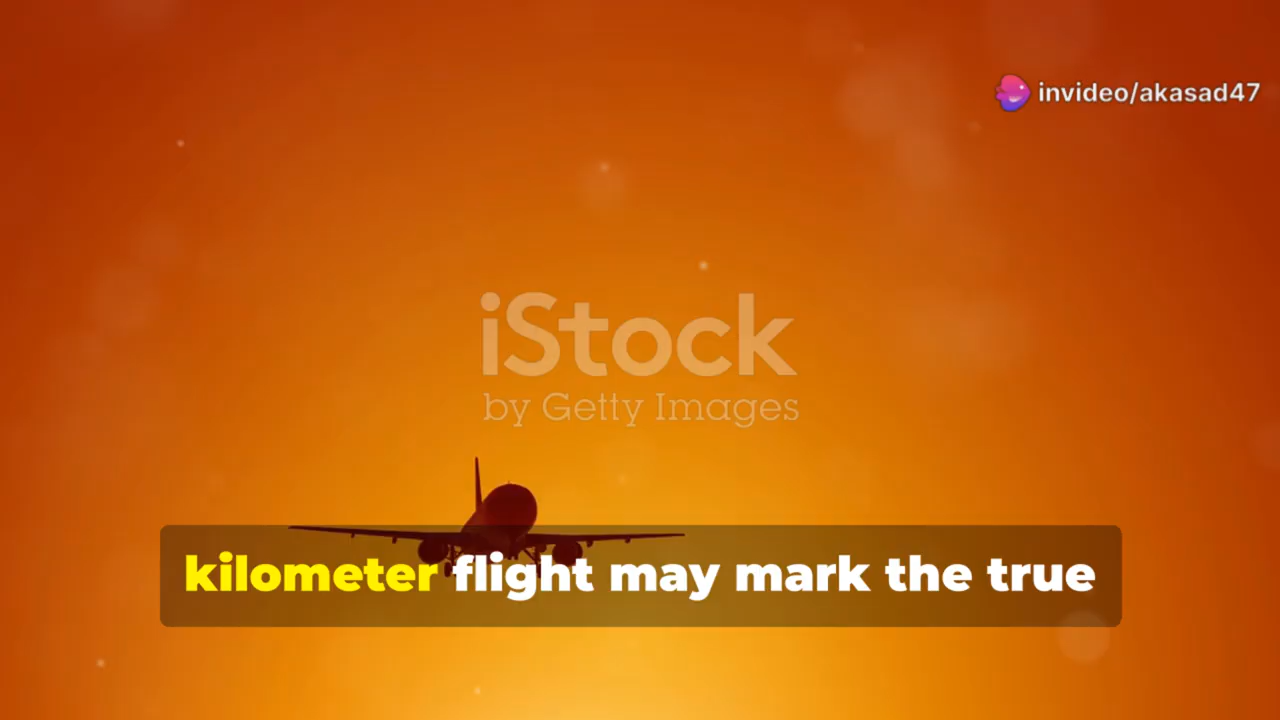 invideo/akasad47
iStock
by Getty Images
kilometer flight may mark the true